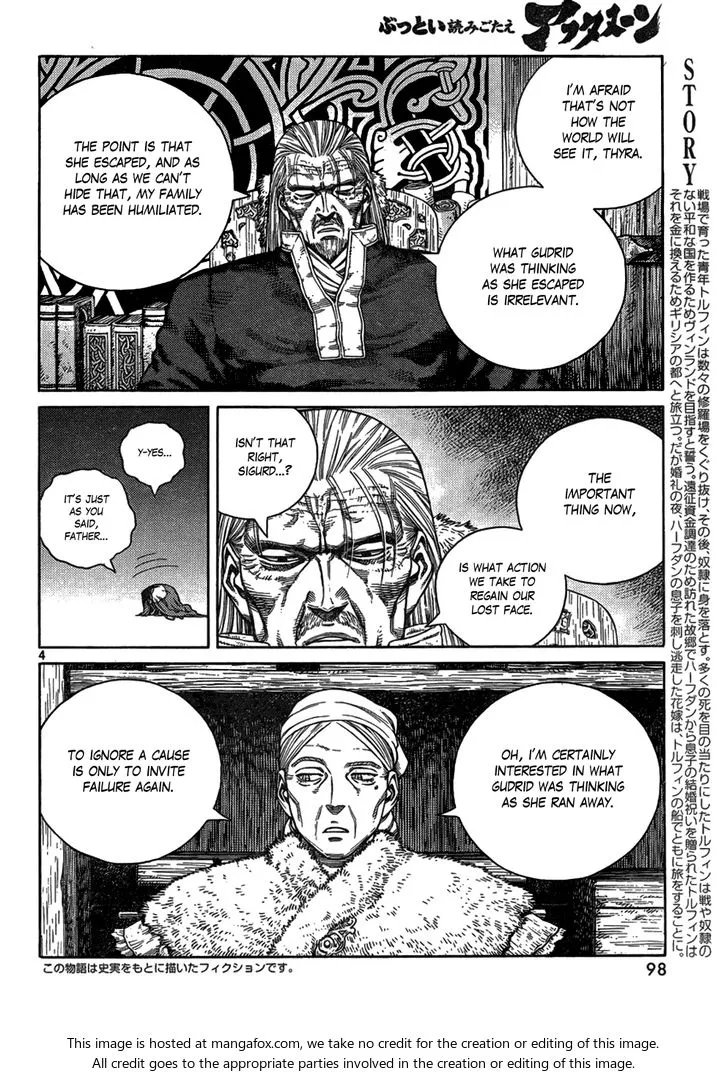 ぶっとい読みごたえ アフタヌーン
STORY
戦場で育った青年トルフィンは数々の修羅場をくぐり抜け、その後、奴隷に身を落とす。多くの死を目の当たりにしたトルフィンは戦や奴隷の
ない平和な国を作るためヴィンランドを目指すと誓う。遠征資金調達のため訪れた故郷でハーフダンから息子の結婚祝いを贈られたトルフィンは
それを金に換えるためギリシアの都へと旅立つ。だが婚礼の夜、ハーフダンの息子を刺し逃走した花嫁は、トルフィンの船でともに旅をすることに。
I'M AFRAID
THAT'S NOT
HOW THE
WORLD WILL
SEE IT, THYRA.
WHAT GUDRID
WAS THINKING
AS SHE ESCAPED
IS IRRELEVANT.
THE POINT IS THAT
SHE ESCAPED, AND AS
LONG AS WE CAN'T
HIDE THAT, MY FAMILY
HAS BEEN HUMILIATED.
THE
IMPORTANT
THING NOW,
IS WHAT ACTION
WE TAKE TO
REGAIN OUR
LOST FACE.
ISN'T THAT
RIGHT,
SIGURD...?
Y-YES...
IT'S JUST
AS YOU
SAID,
FATHER...
4
OH, I'M CERTAINLY
INTERESTED IN WHAT
GUDRID WAS THINKING
AS SHE RAN AWAY.
TO IGNORE A CAUSE
IS ONLY TO INVITE
FAILURE AGAIN.
この物語は史実をもとに描いたフィクションです。
98
This image is hosted at mangafox.com, we take no credit for the creation or editing of this image.
All credit goes to the appropriate parties involved in the creation or editing of this image.